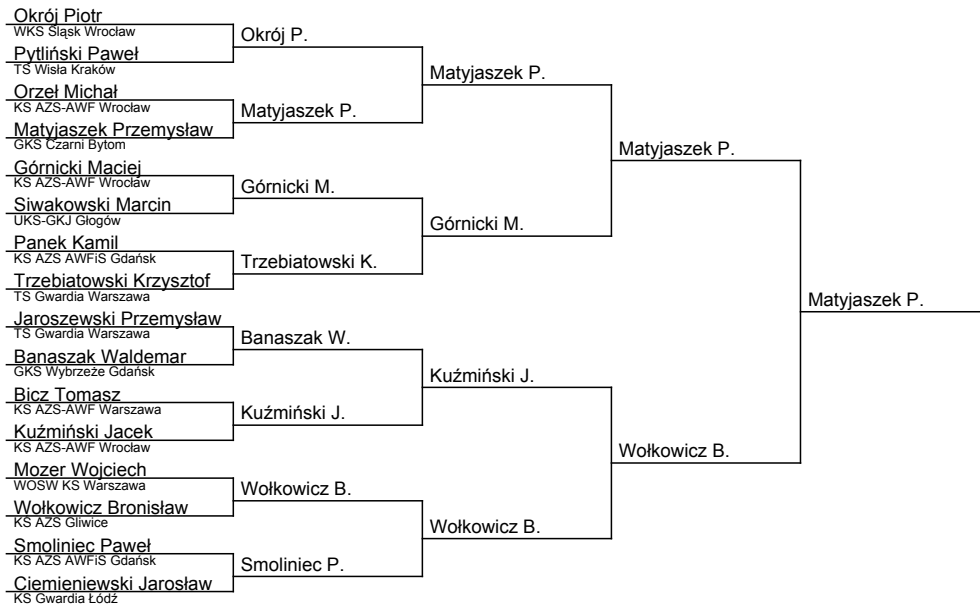 Okrój Piotr
WKS Śląsk Wrocław
Pytliński Paweł
TS Wisła Kraków
Orzeł Michał
KS AZS-AWF Wrocław
Matyjaszek Przemysław
GKS Czarni Bytom
Górnicki Maciej
KS AZS-AWF Wrocław
Siwakowski Marcin
UKS-GKJ Głogów
Panek Kamil
KS AZS AWFiS Gdańsk
Trzebiatowski Krzysztof
TS Gwardia Warszawa
Jaroszewski Przemysław
TS Gwardia Warszawa
Banaszak Waldemar
GKS Wybrzeże Gdańsk
Bicz Tomasz
KS AZS-AWF Warszawa
Kuźmiński Jacek
KS AZS-AWF Wrocław
Mozer Wojciech
WOSW KS Warszawa
Wołkowicz Bronisław
KS AZS Gliwice
Smoliniec Paweł
KS AZS AWFiS Gdańsk
Ciemieniewski Jarosław
KS Gwardia Łódź
Okrój P.
Matyjaszek P.
Górnicki M.
Trzebiatowski K.
Banaszak W.
Kuźmiński J.
Wołkowicz B.
Smoliniec P.
Matyjaszek P.
Górnicki M.
Kuźmiński J.
Wołkowicz B.
Matyjaszek P.
Wołkowicz B.
Matyjaszek P.